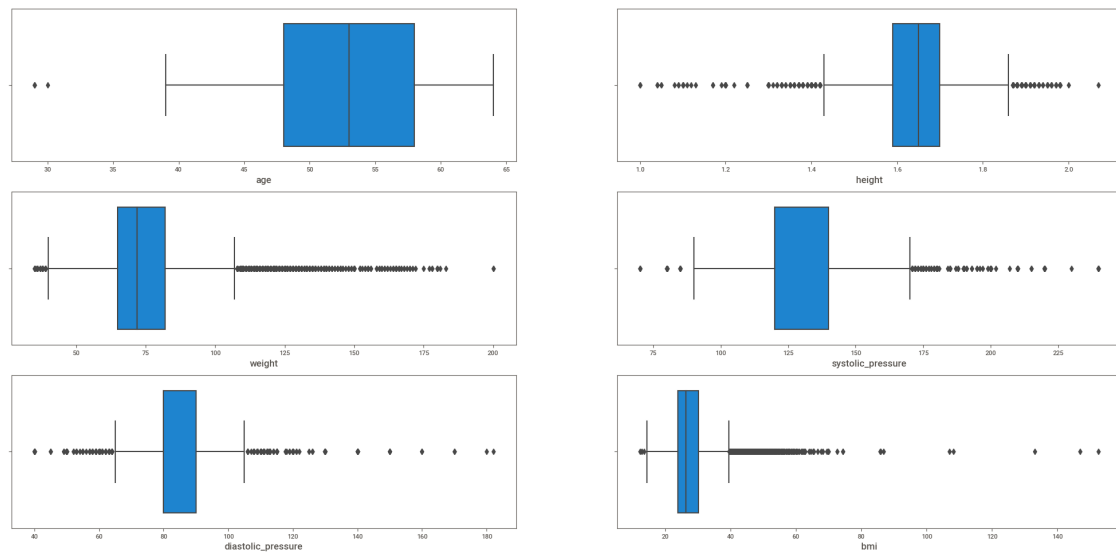 30 35 40 45 50 55 60 65
age
1.0 1.2 1.4 1.6 1.8 2.0
height
50 75 100 125 150 175 200
weight
75 100 125 150 175 200 225
systolic_pressure
40 60 80 100 120 140 160 180
diastolic_pressure
20 40 60 80 100 120 140
bmi